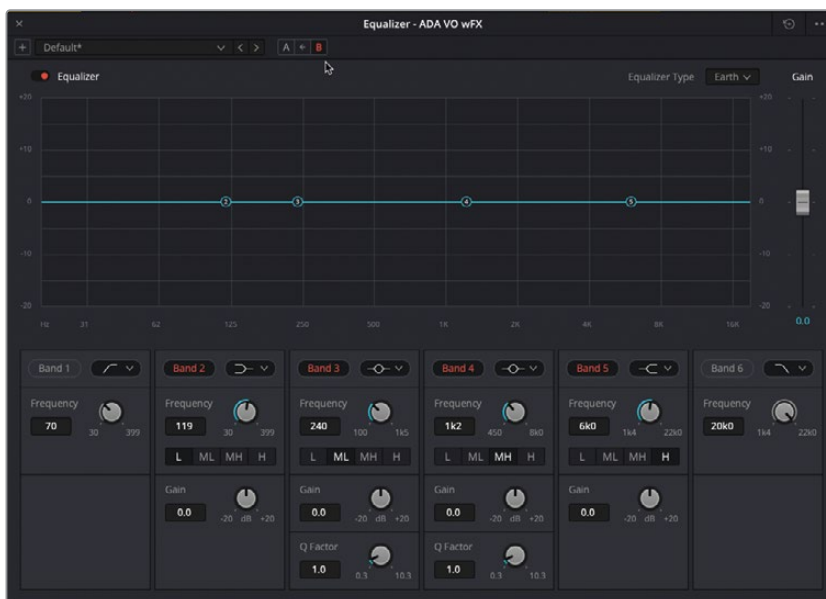 Equalizer - ADA VO wFX
Default*
A
B
Equalizer
Equalizer Type
Earth
Gain
+20 +20
+10 +10
0 0
-10 -10
-20 -20
Hz 31 62 125 250 500 1K 2K 4K 8K 16K
0.0
2 3 4 5
Band 1 Band 2 Band 3 Band 4 Band 5 Band 6
Frequency Frequency Frequency Frequency Frequency Frequency
70 30 399 119 30 399 240 100 1k5 1k2 450 8k0 6k0 1k4 22k0 20k0 1k4 22k0
L ML MH H L ML MH H L ML MH H L ML MH H
Gain Gain Gain Gain
0.0 -20 dB +20 0.0 -20 dB +20 0.0 -20 dB +20 0.0 -20 dB +20
Q Factor Q Factor
1.0 0.3 10.3 1.0 0.3 10.3